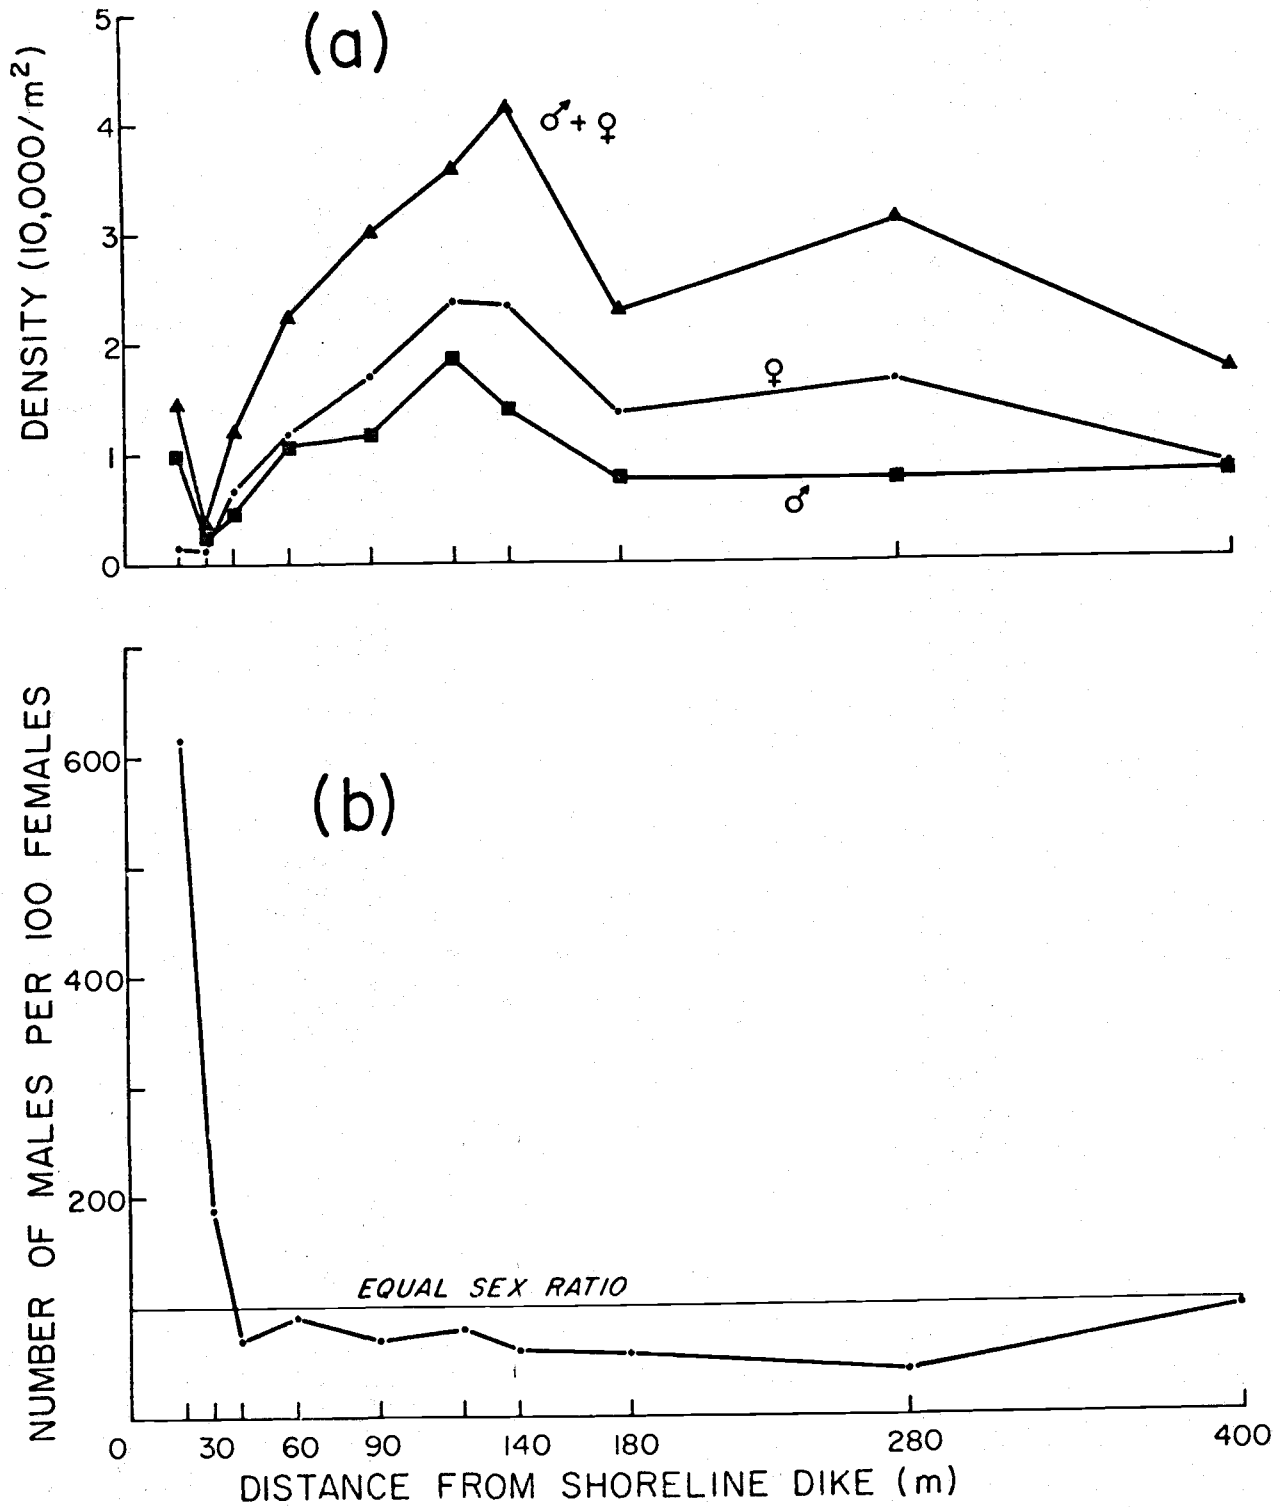 (a)
DENSITY (10,000/m²)
5
4
3
2
1
0
♂ + ♀
♀
♂
(b)
NUMBER OF MALES PER 100 FEMALES
600
400
200
EQUAL SEX RATIO
0 30 60 90 140 180 280 400
DISTANCE FROM SHORELINE DIKE (m)